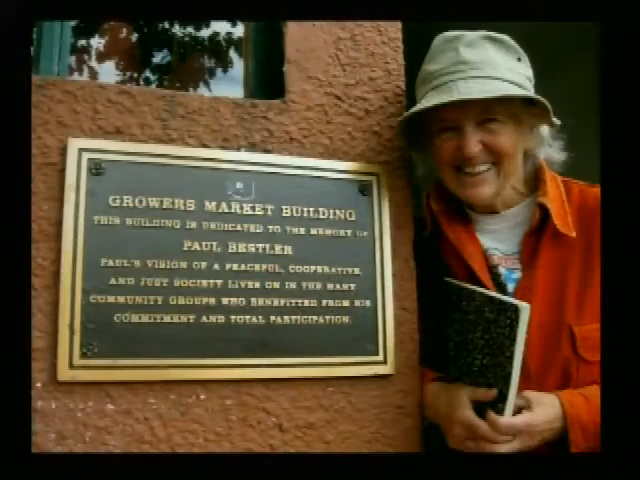 GROWERS MARKET BUILDING
THIS BUILDING IS DEDICATED TO THE MEMORY OF
PAUL BESTLER
PAUL'S VISION OF A PEACEFUL, COOPERATIVE,
AND JUST SOCIETY LIVES ON IN THE MANY
COMMUNITY GROUPS WHO BENEFITTED FROM HIS
COMMITMENT AND TOTAL PARTICIPATION.